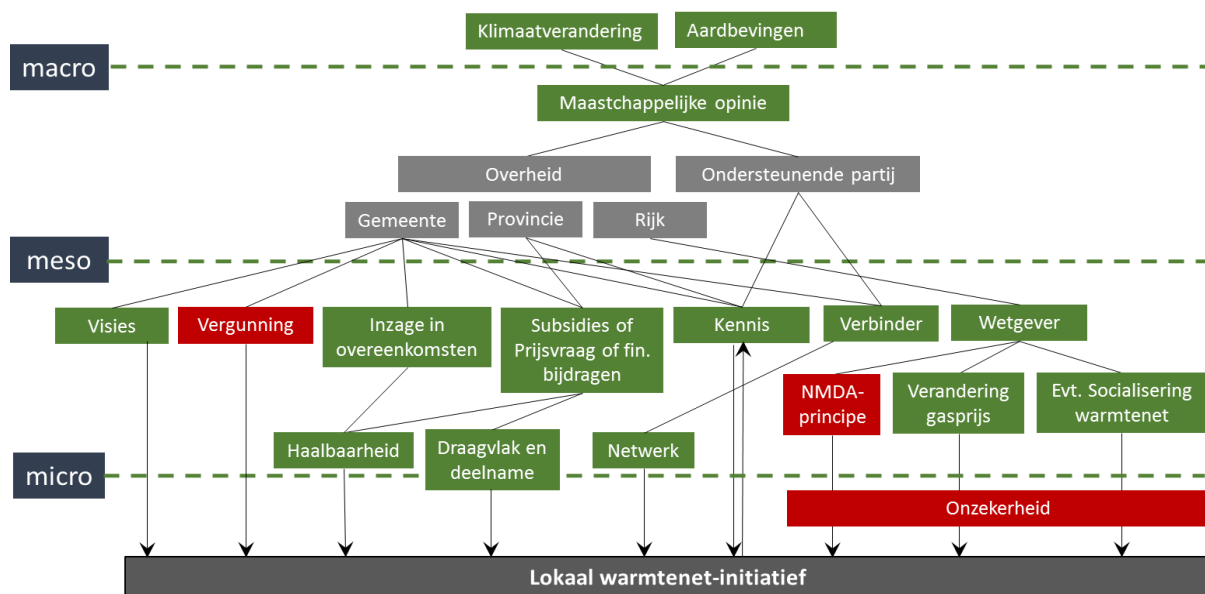 Klimaatverandering
Aardbevingen
macro
Maastchappelijke opinie
Overheid
Ondersteunende partij
Gemeente
Provincie
Rijk
meso
Visies
Vergunning
Inzage in
overeenkomsten
Subsidies of
Prijsvraag of fin.
bijdragen
Kennis
Verbinder
Wetgever
NMDA-
principe
Verandering
gasprijs
Evt. Socialisering
warmtenet
Haalbaarheid
Draagvlak en
deelname
Netwerk
micro
Onzekerheid
Lokaal warmtenet-initiatief